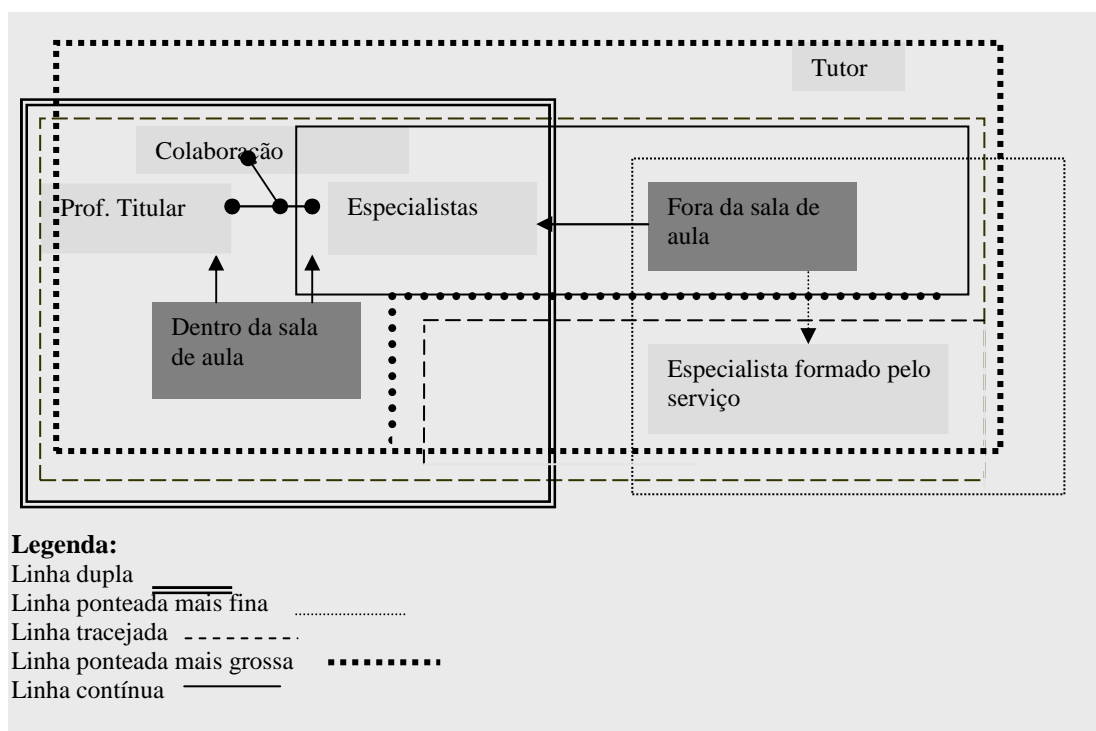 Tutor
Colaboração
Prof. Titular
Especialistas
Fora da sala de
aula
Dentro da sala
de aula
Especialista formado pelo
serviço
Legenda:
Linha dupla
Linha ponteada mais fina
Linha tracejada
Linha ponteada mais grossa
Linha contínua